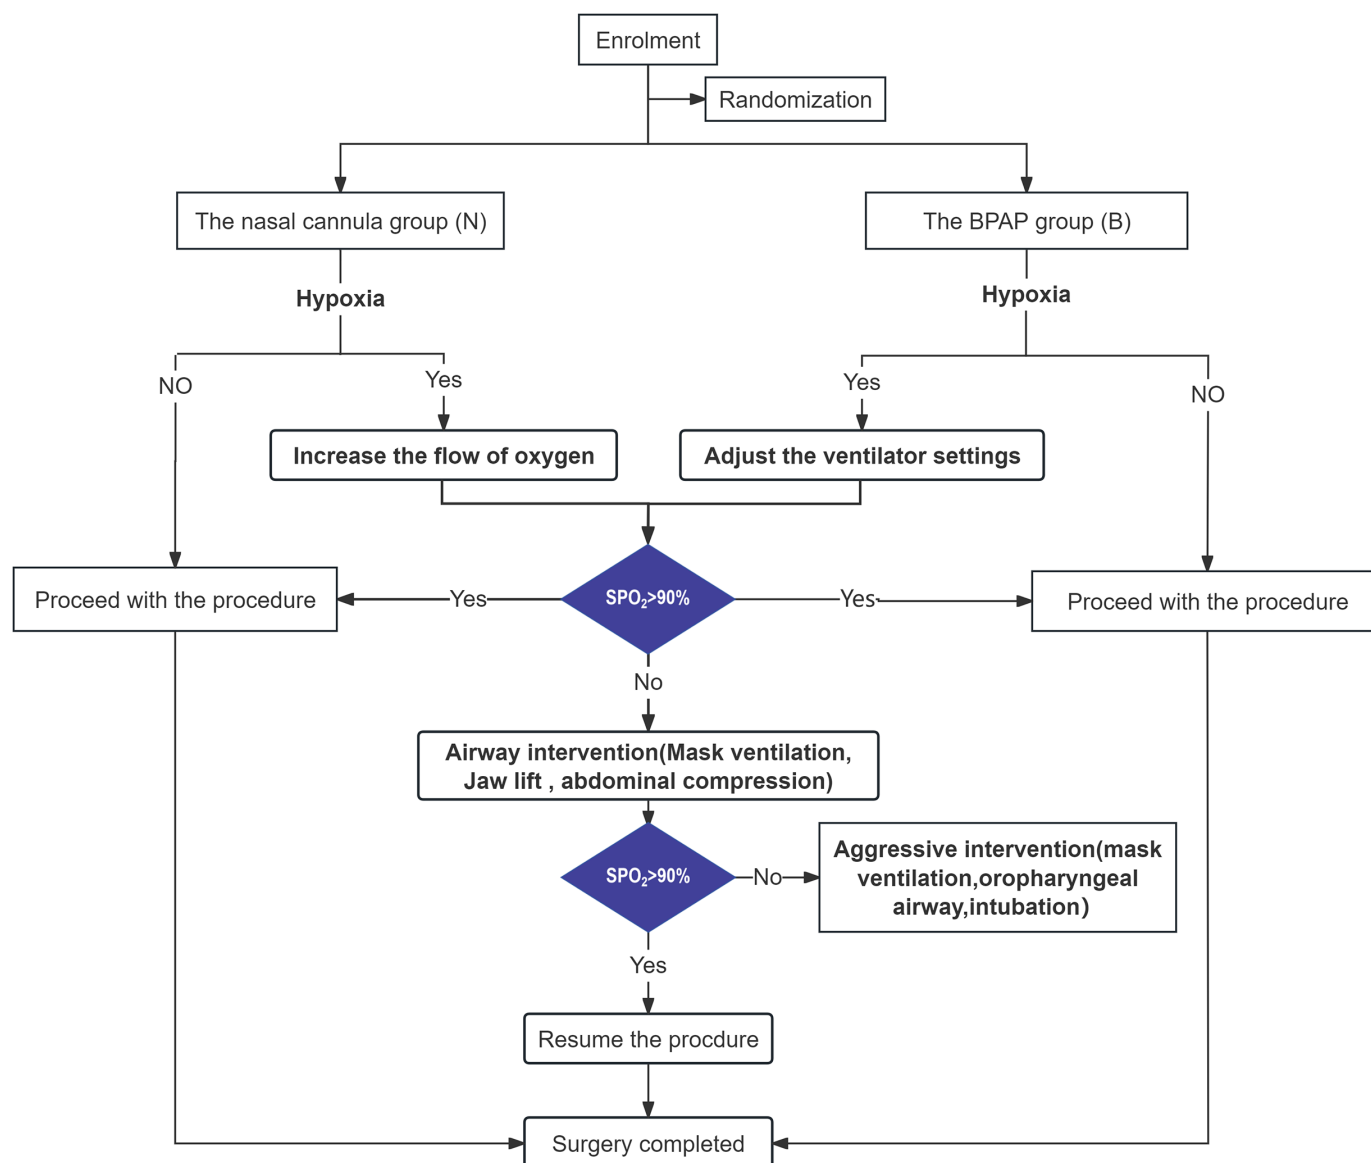 Enrolment
Randomization
The nasal cannula group (N)
The BPAP group (B)
Hypoxia
Hypoxia
NO
Yes
Yes
NO
Increase the flow of oxygen
Adjust the ventilator settings
Proceed with the procedure
Yes
SPO₂>90%
Yes
Proceed with the procedure
No
Airway intervention(Mask ventilation,
Jaw lift , abdominal compression)
SPO₂>90%
No
Aggressive intervention(mask
ventilation,oropharyngeal
airway,intubation)
Yes
Resume the procdure
Surgery completed